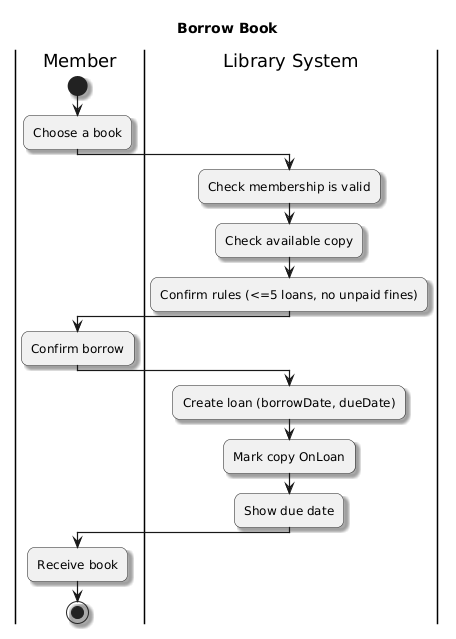 Borrow Book
Member
Library System
Choose a book
Check membership is valid
Check available copy
Confirm rules (<=5 loans, no unpaid fines)
Confirm borrow
Create loan (borrowDate, dueDate)
Mark copy OnLoan
Show due date
Receive book